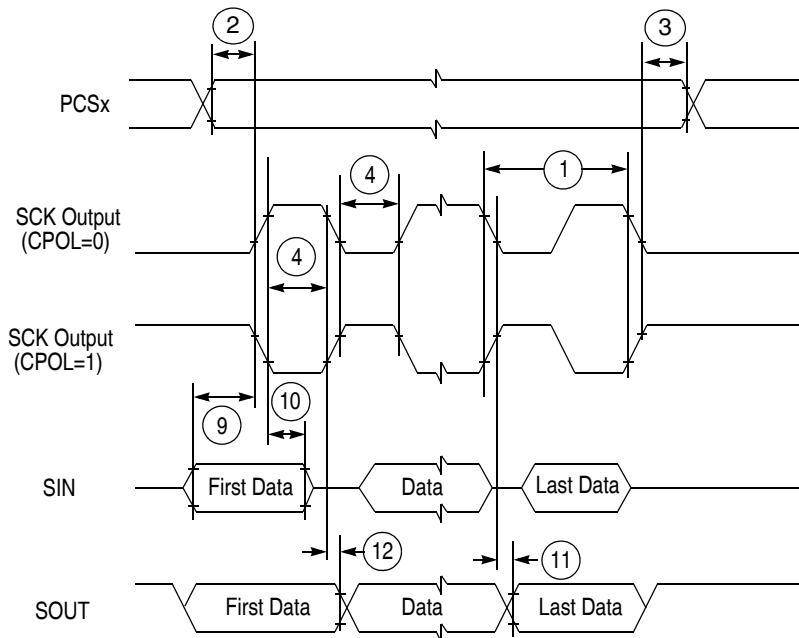 2
3
PCSx
4
1
SCK Output
(CPOL=0)
4
SCK Output
(CPOL=1)
9
10
SIN
First Data
Data
Last Data
12
11
SOUT
First Data
Data
Last Data